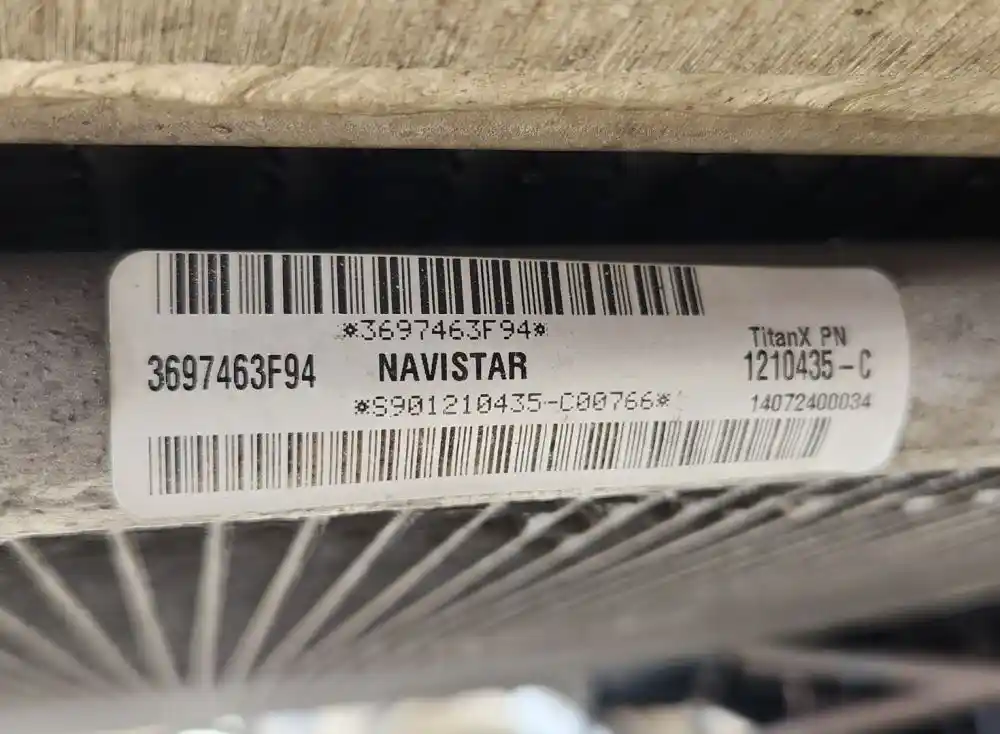 *3697463F94*
3697463F94 NAVISTAR
*S901210435-C00766*
TitanX PN
1210435-C
14072400034